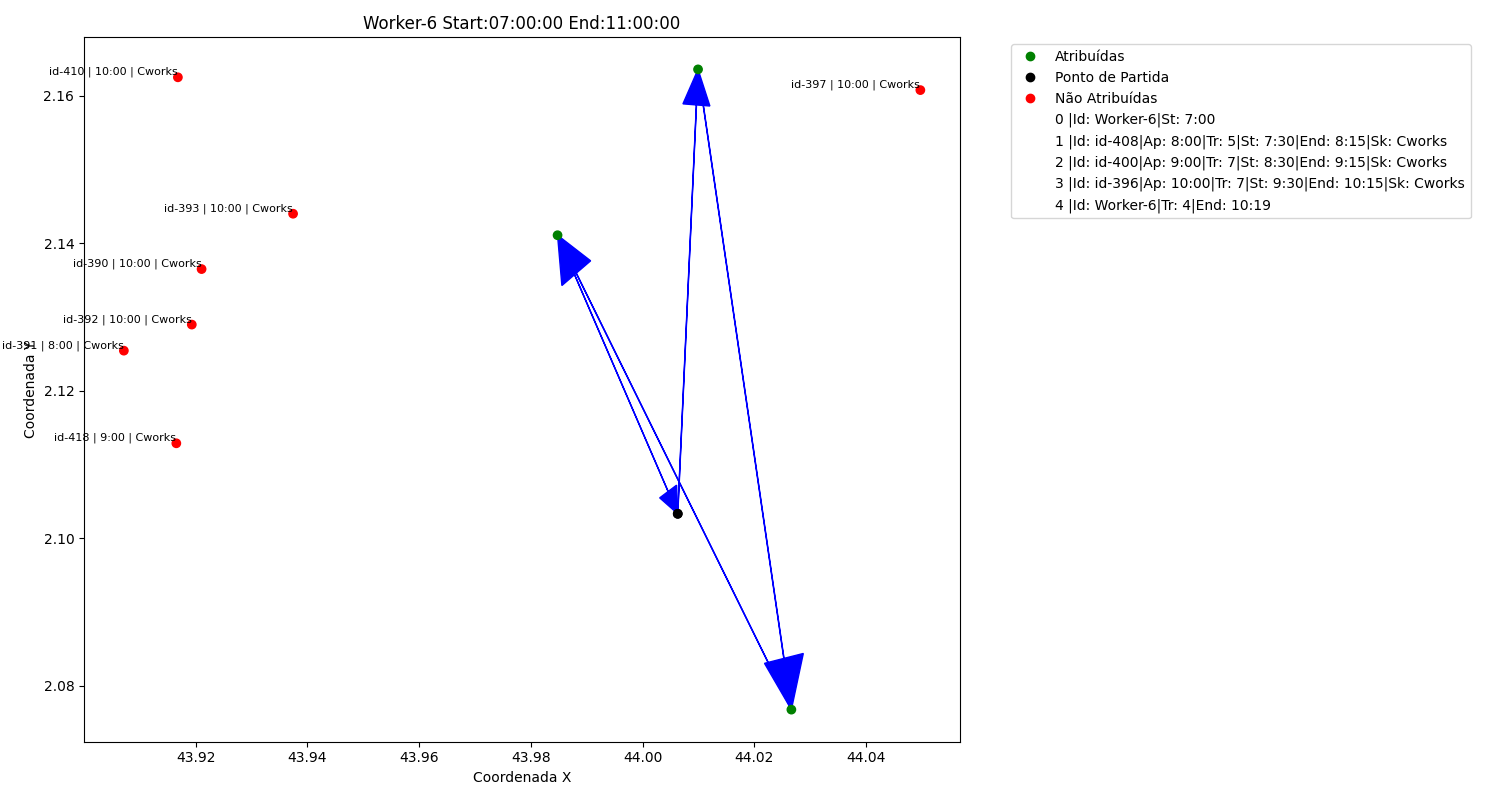 Worker-6 Start:07:00:00 End:11:00:00
id-410 | 10:00 | Cworks
id-397 | 10:00 | Cworks
id-393 | 10:00 | Cworks
id-390 | 10:00 | Cworks
id-392 | 10:00 | Cworks
id-391 | 8:00 | Cworks
id-418 | 9:00 | Cworks
2.16
2.14
2.12
2.10
2.08
Coordenada Y
43.92 43.94 43.96 43.98 44.00 44.02 44.04
Coordenada X
Atribuídas
Ponto de Partida
Não Atribuídas
0 |Id: Worker-6|St: 7:00
1 |Id: id-408|Ap: 8:00|Tr: 5|St: 7:30|End: 8:15|Sk: Cworks
2 |Id: id-400|Ap: 9:00|Tr: 7|St: 8:30|End: 9:15|Sk: Cworks
3 |Id: id-396|Ap: 10:00|Tr: 7|St: 9:30|End: 10:15|Sk: Cworks
4 |Id: Worker-6|Tr: 4|End: 10:19